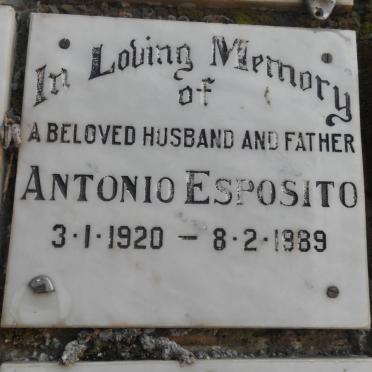 In Loving Memory
of
A BELOVED HUSBAND AND FATHER
ANTONIO ESPOSITO
3·1·1920 – 8·2·1989